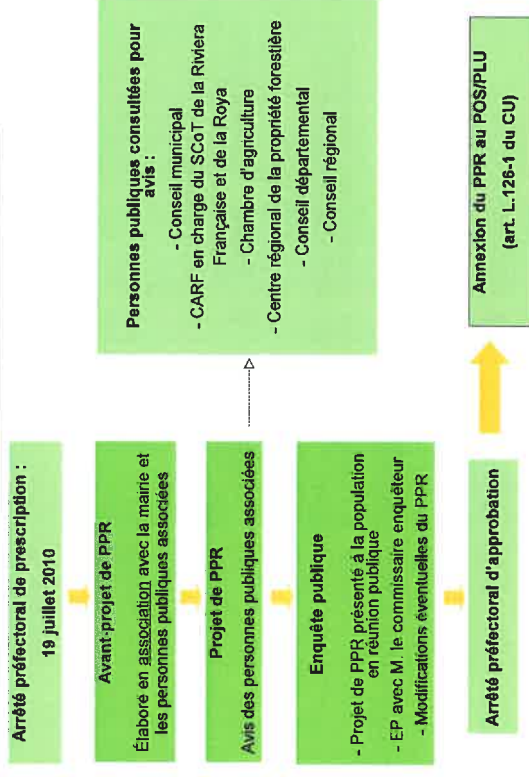 Arrêté préfectoral de prescription :
19 juillet 2010
Avant-projet de PPR
Élaboré en association avec la mairie et
les personnes publiques associées
Projet de PPR
Avis des personnes publiques associées
Personnes publiques consultées pour
avis :
- Conseil municipal
- CARF en charge du SCoT de la Riviera
Française et de la Roya
- Chambre d'agriculture
- Centre régional de la propriété forestière
- Conseil départemental
- Conseil régional
Enquête publique
- Projet de PPR présenté à la population
en réunion publique
- EP avec M. le commissaire enquêteur
- Modifications éventuelles du PPR
Arrêté préfectoral d'approbation
Annexion du PPR au POS/PLU
(art. L.126-1 du CU)